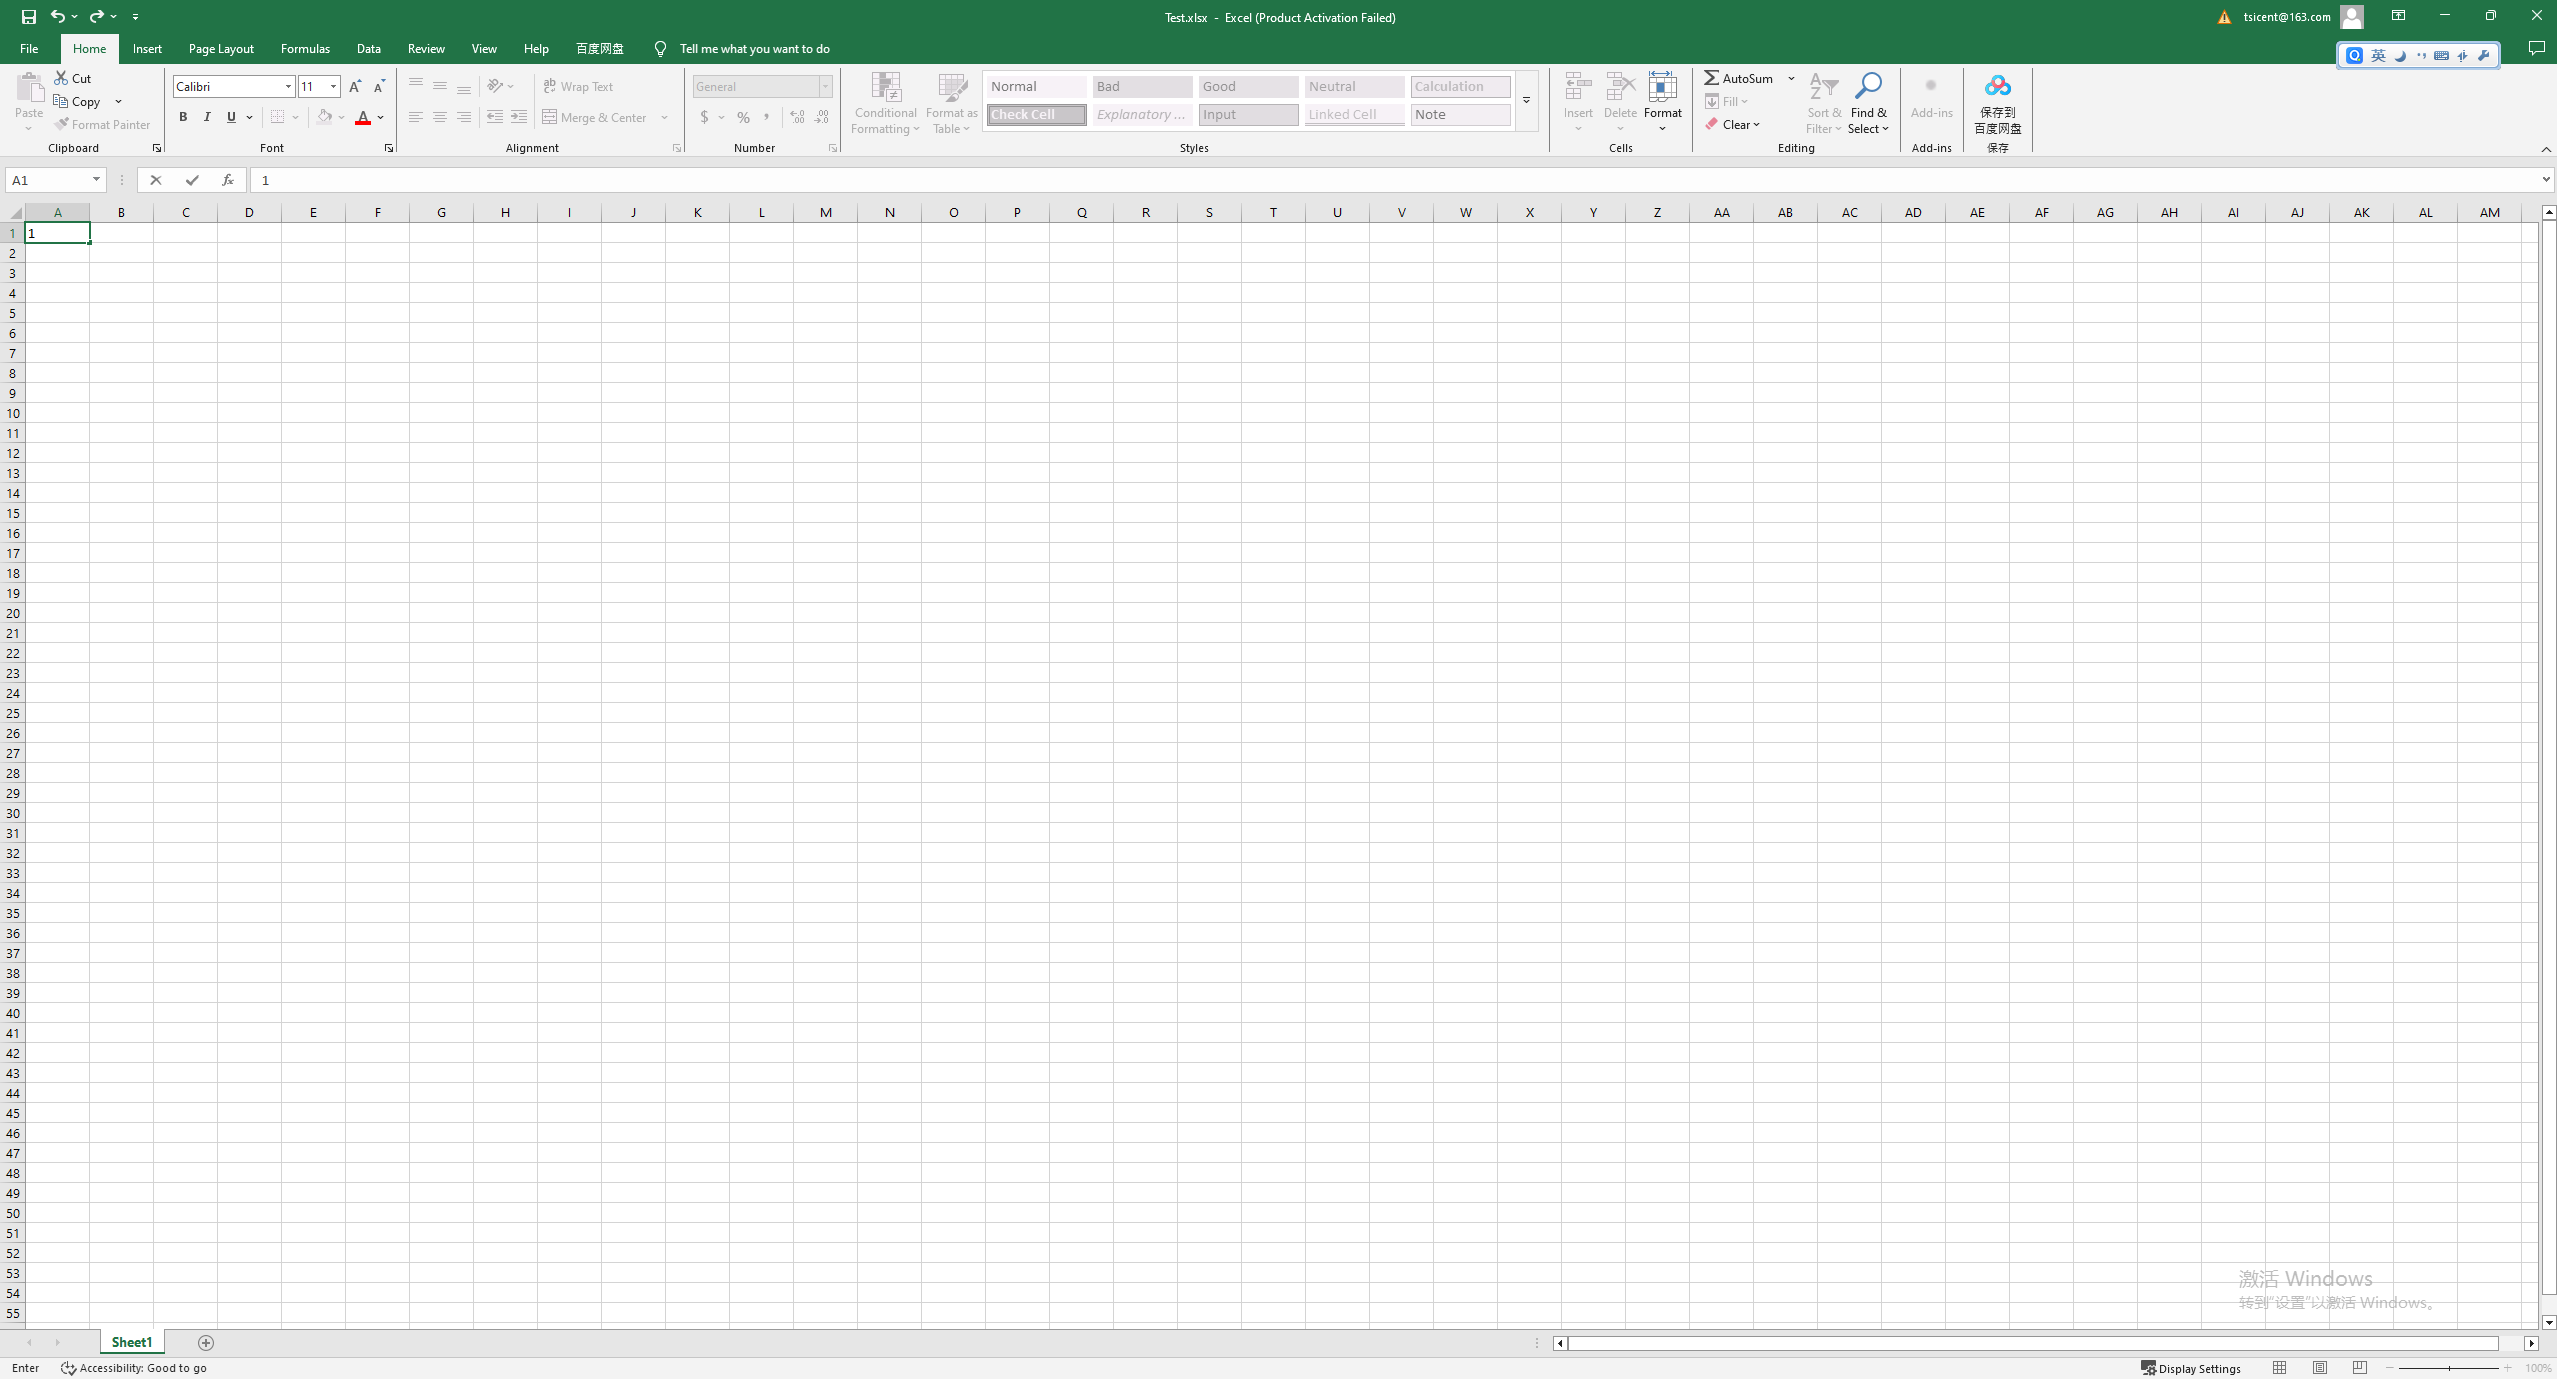 Test.xlsx - Excel (Product Activation Failed)
tsicent@163.com
File Home Insert Page Layout Formulas Data Review View Help 百度网盘 Tell me what you want to do
英
Paste
Cut
Copy
Format Painter
Clipboard
Calibri 11
B I U
Font
Wrap Text
Merge & Center
Alignment
General
$ % ,
Number
Conditional Formatting
Format as Table
Normal Bad Good Neutral Calculation
Check Cell Explanatory ... Input Linked Cell Note
Styles
Insert Delete Format
Cells
AutoSum
Fill
Clear
Sort & Filter
Find & Select
Editing
Add-ins
Add-ins
保存到
百度网盘
保存
A1 fx 1
A B C D E F G H I J K L M N O P Q R S T U V W X Y Z AA AB AC AD AE AF AG AH AI AJ AK AL AM
1 1
2
3
4
5
6
7
8
9
10
11
12
13
14
15
16
17
18
19
20
21
22
23
24
25
26
27
28
29
30
31
32
33
34
35
36
37
38
39
40
41
42
43
44
45
46
47
48
49
50
51
52
53
54
55
激活 Windows
转到"设置"以激活 Windows。
Sheet1
Enter Accessibility: Good to go Display Settings 100%